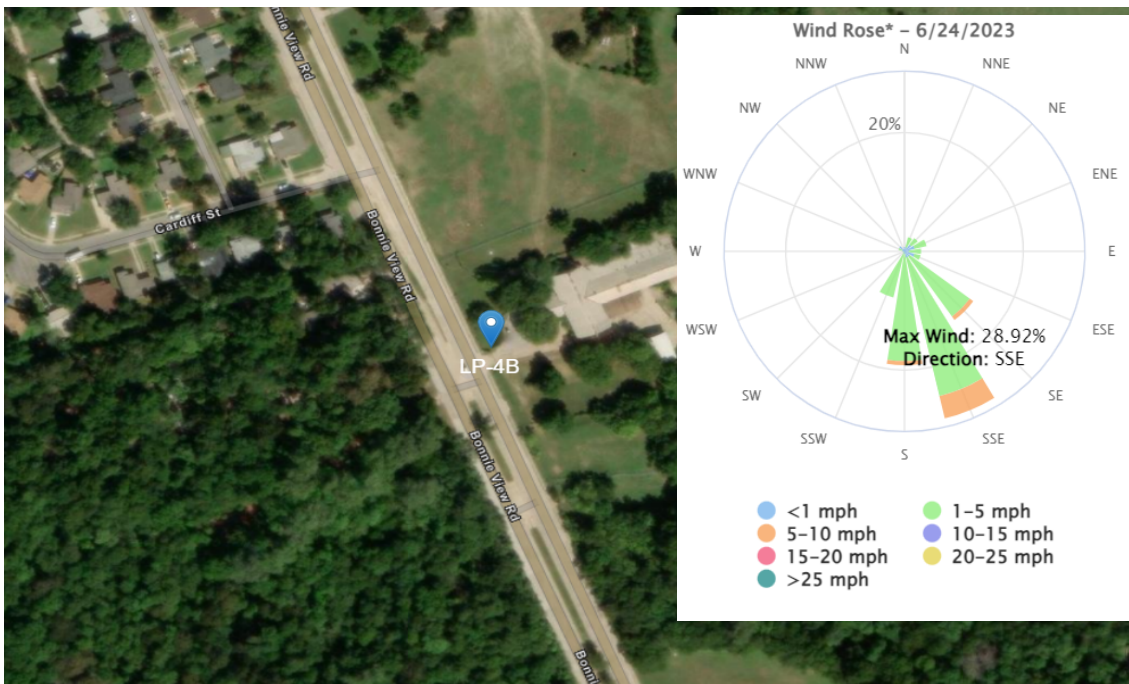 Bonnie View Rd
Cardiff St
Bonnie View Rd
LP-4B
Bonnie View Rd
Bonni
Wind Rose* – 6/24/2023
N
NNW
NNE
NW
NE
20%
WNW
ENE
W
E
WSW
ESE
Max Wind: 28.92%
Direction: SSE
SW
SE
SSW
SSE
S
<1 mph
1–5 mph
5–10 mph
10–15 mph
15–20 mph
20–25 mph
>25 mph